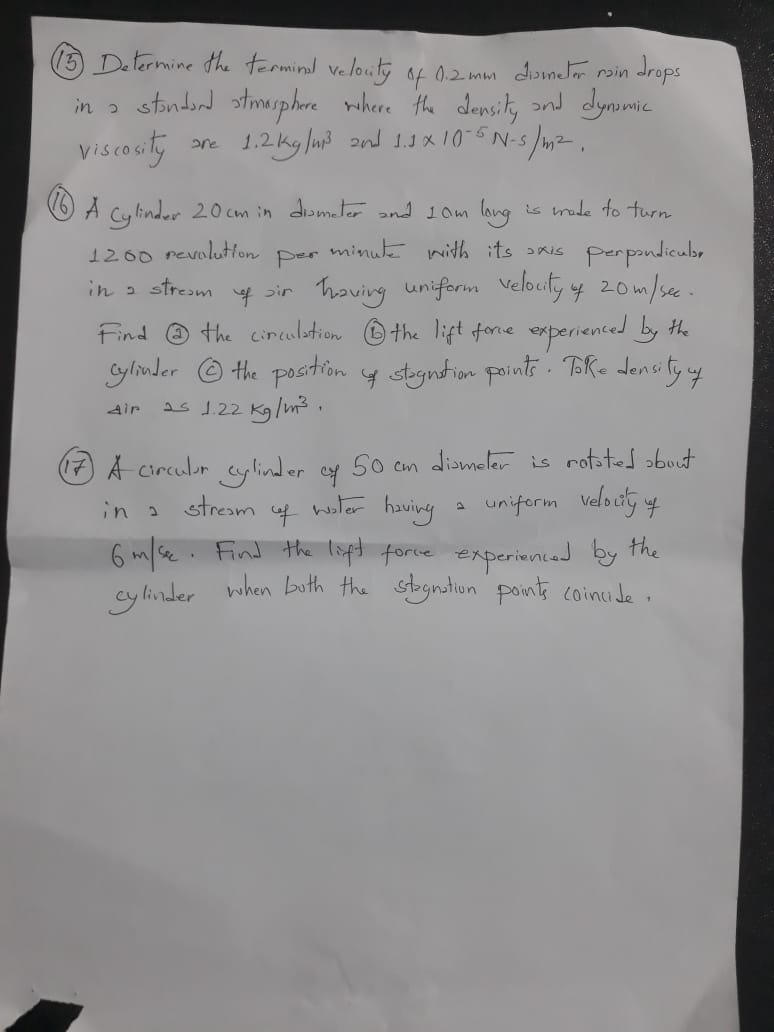 (15) Determine the terminal velocity of 0.2 mm diameter rain drops
in a standard atmosphere where the density and dynamic
viscosity are 1.2 kg/m³ and 1.1 x 10⁻⁵ N-s/m².
(16) A cylinder 20 cm in diameter and 10m long is made to turn
1200 revolution per minute with its axis perpendicular
in a stream of air having uniform velocity of 20 m/sec.
Find (a) the circulation (b) the lift force experienced by the
cylinder (c) the position of stagnation points. Take density of
air as 1.22 kg/m³.
(17) A circular cylinder of 50 cm diameter is rotated about
in a stream of water having a uniform velocity of
6 m/sec. Find the lift force experienced by the
cylinder when both the stagnation points coincide.